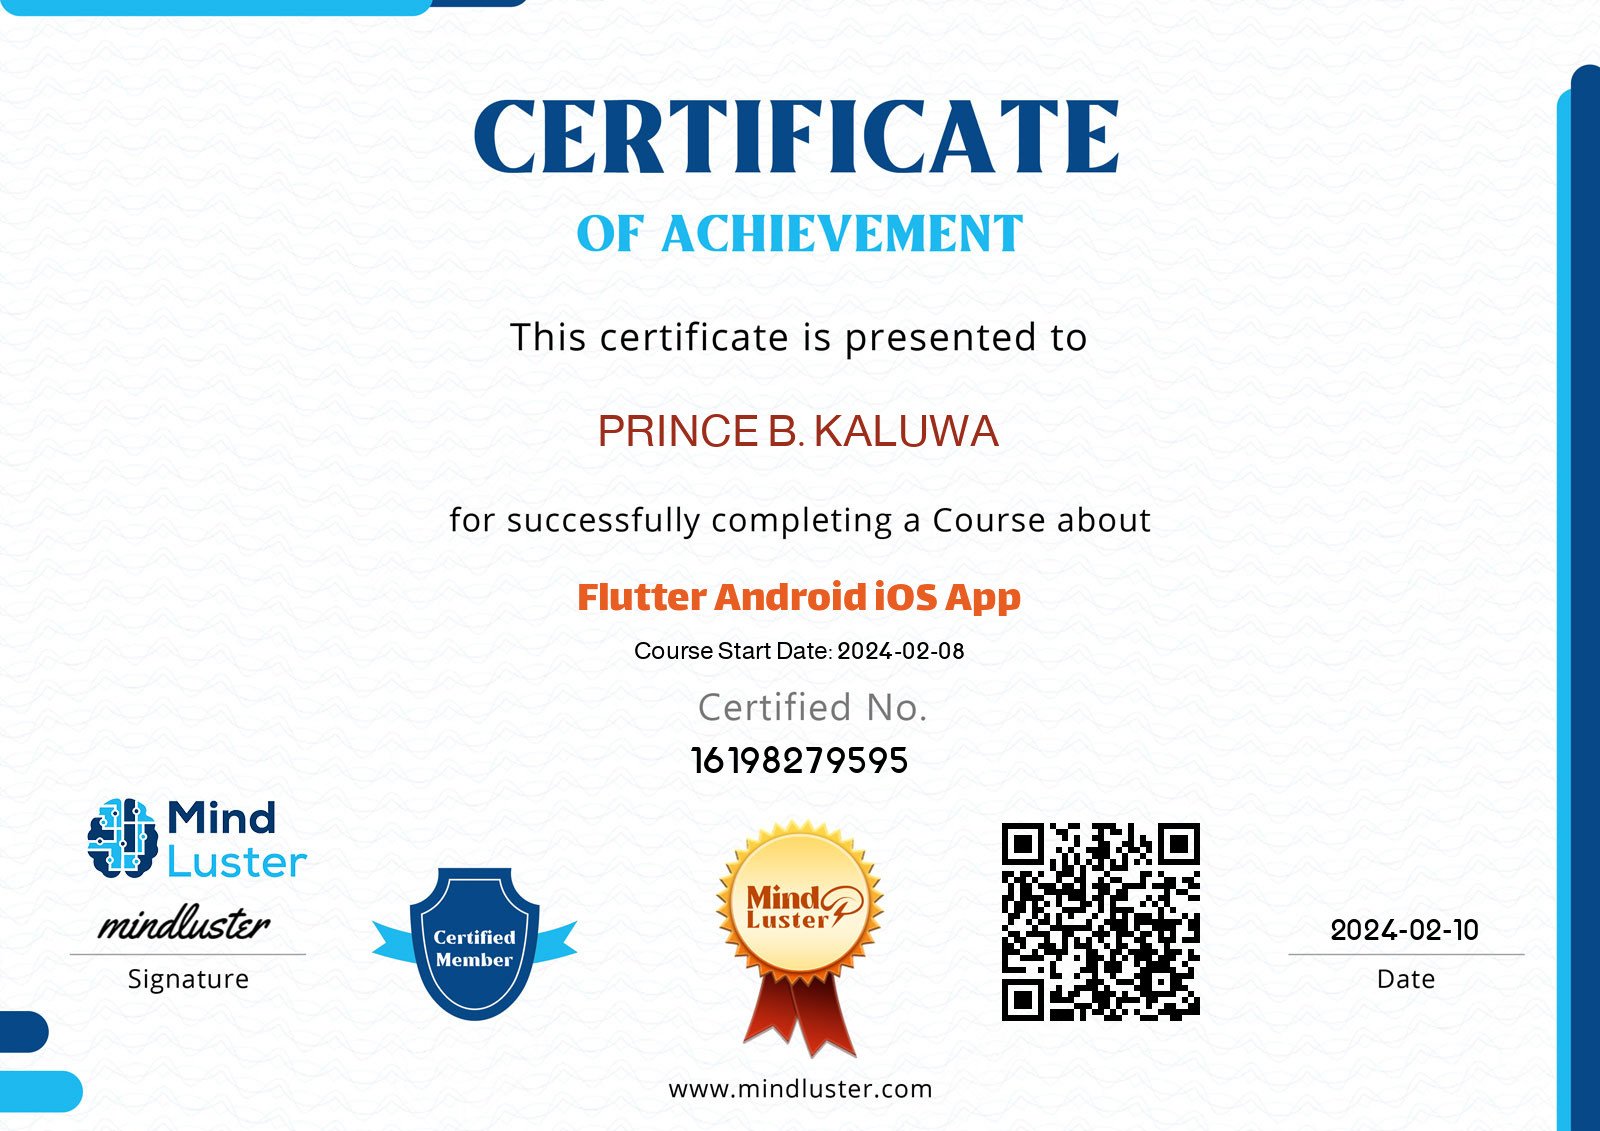 CERTIFICATE
OF ACHIEVEMENT
This certificate is presented to
PRINCE B. KALUWA
for successfully completing a Course about
Flutter Android iOS App
Course Start Date: 2024-02-08
Certified No.
16198279595
Mind
Luster
mindluster
Signature
Certified
Member
Mind
Luster
2024-02-10
Date
www.mindluster.com